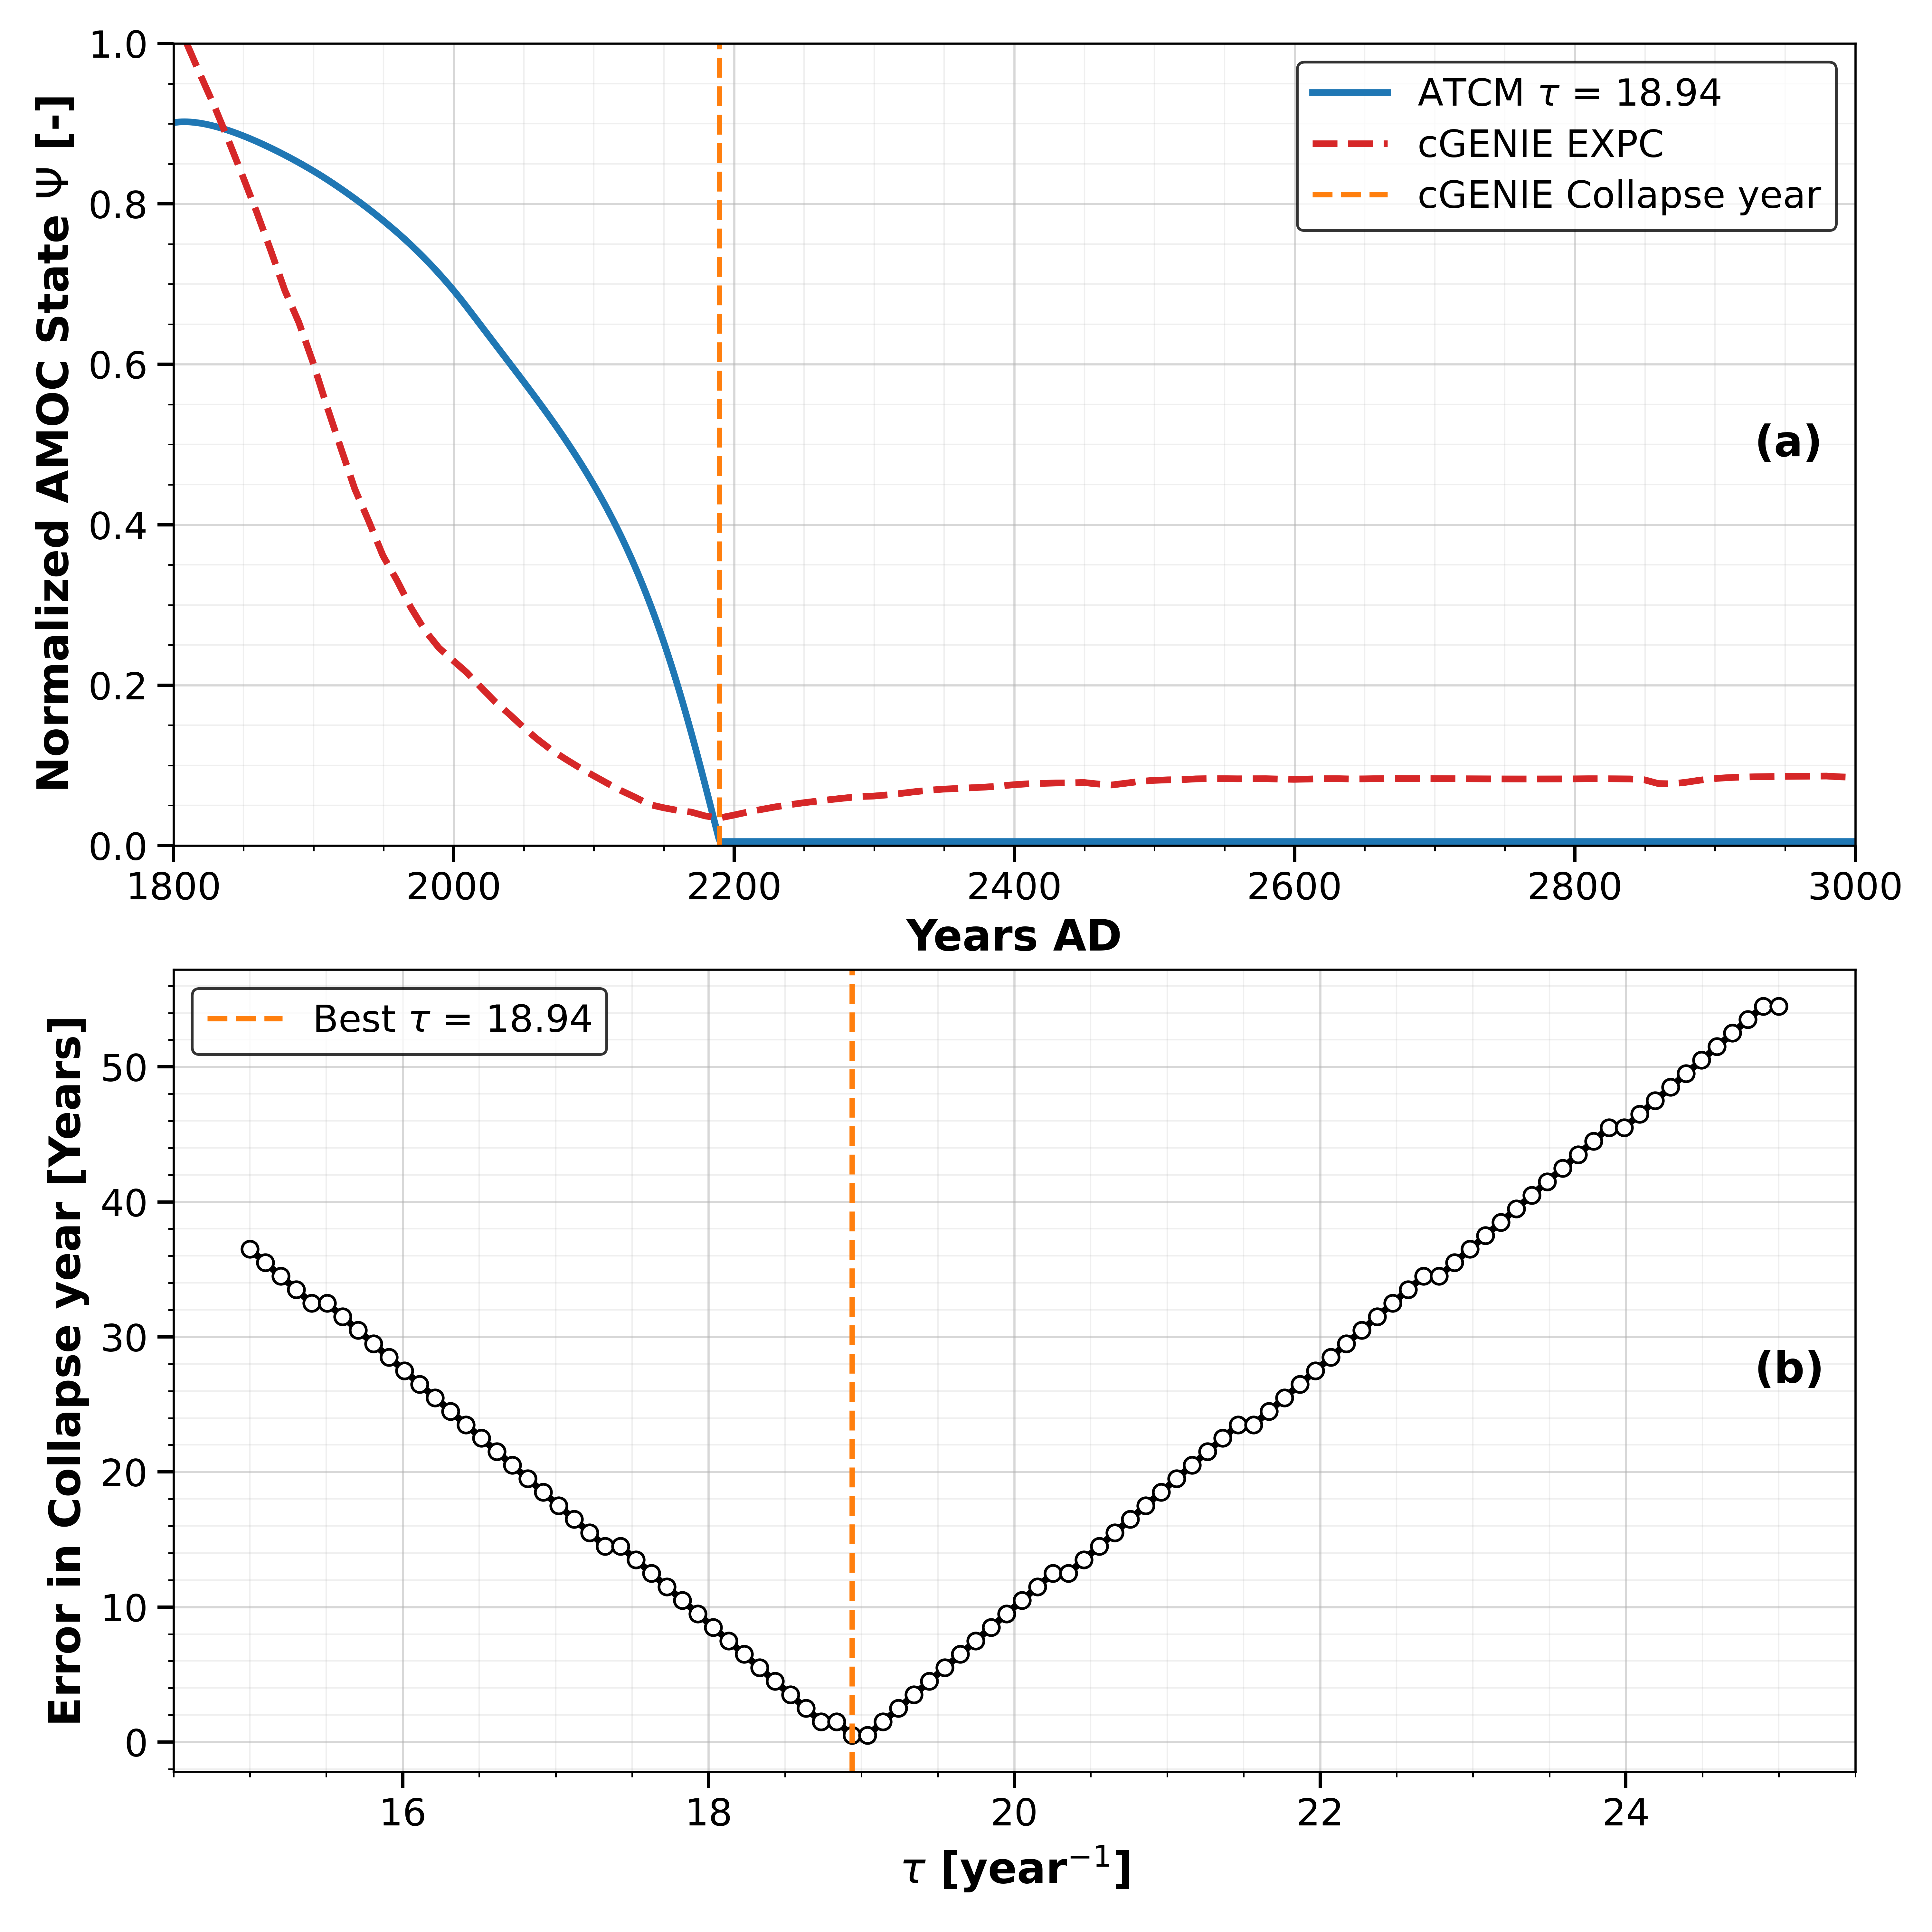 Normalized AMOC State Ψ [-]
1.0
0.8
0.6
0.4
0.2
0.0
ATCM τ = 18.94
cGENIE EXPC
cGENIE Collapse year
(a)
1800 2000 2200 2400 2600 2800 3000
Years AD
Error in Collapse year [Years]
50
40
30
20
10
0
Best τ = 18.94
(b)
16 18 20 22 24
τ [year⁻¹]